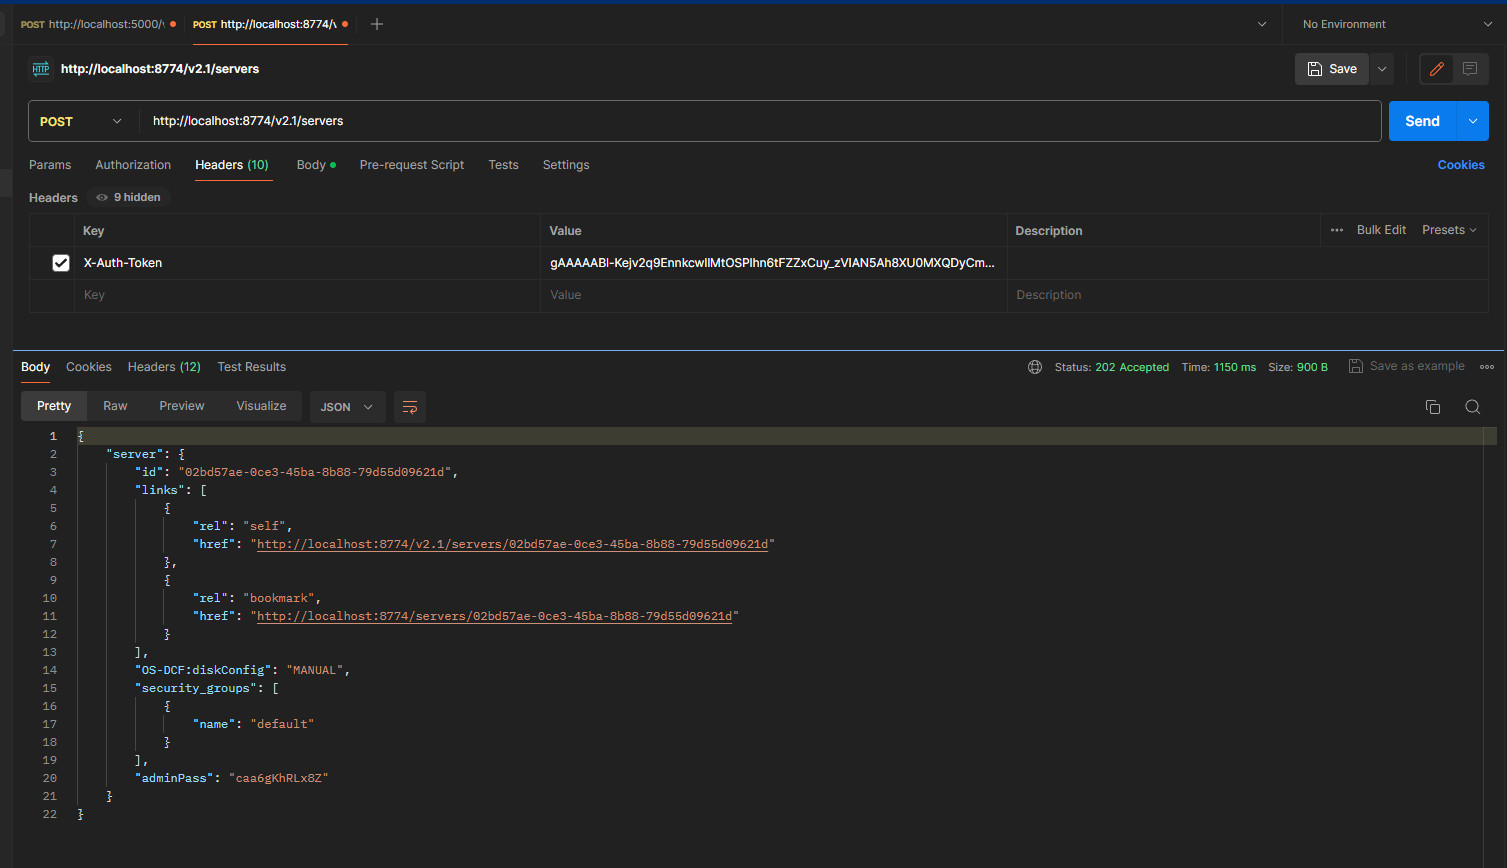 POST http://localhost:5000/v POST http://localhost:8774/v No Environment
HTTP http://localhost:8774/v2.1/servers Save
POST http://localhost:8774/v2.1/servers Send
Params Authorization Headers (10) Body Pre-request Script Tests Settings Cookies
Headers 9 hidden
Key Value Description Bulk Edit Presets
X-Auth-Token
Key Value Description
Body Cookies Headers (12) Test Results Status: 202 Accepted Time: 1150 ms Size: 900 B Save as example
Pretty Raw Preview Visualize JSON
1 {
2 "server": {
3 "id": "02bd57ae-0ce3-45ba-8b88-79d55d09621d",
4 "links": [
5 {
6 "rel": "self",
7 "href": "http://localhost:8774/v2.1/servers/02bd57ae-0ce3-45ba-8b88-79d55d09621d"
8 },
9 {
10 "rel": "bookmark",
11 "href": "http://localhost:8774/servers/02bd57ae-0ce3-45ba-8b88-79d55d09621d"
12 }
13 ],
14 "OS-DCF:diskConfig": "MANUAL",
15 "security_groups": [
16 {
17 "name": "default"
18 }
19 ],
20 "adminPass": "caa6gKhRLx8Z"
21 }
22 }